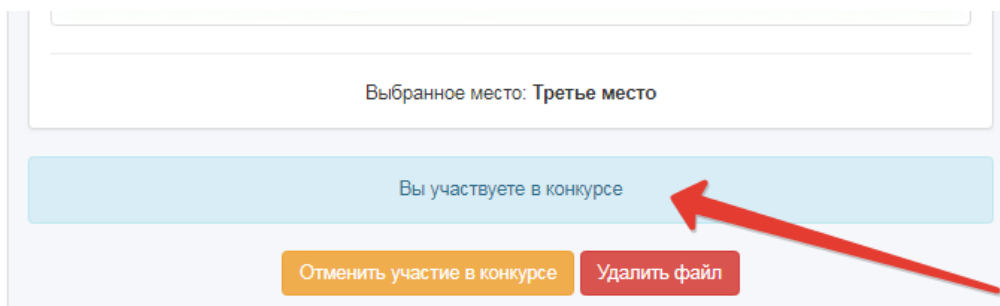 Выбранное место: Третье место
Вы участвуете в конкурсе
Отменить участие в конкурсе Удалить файл